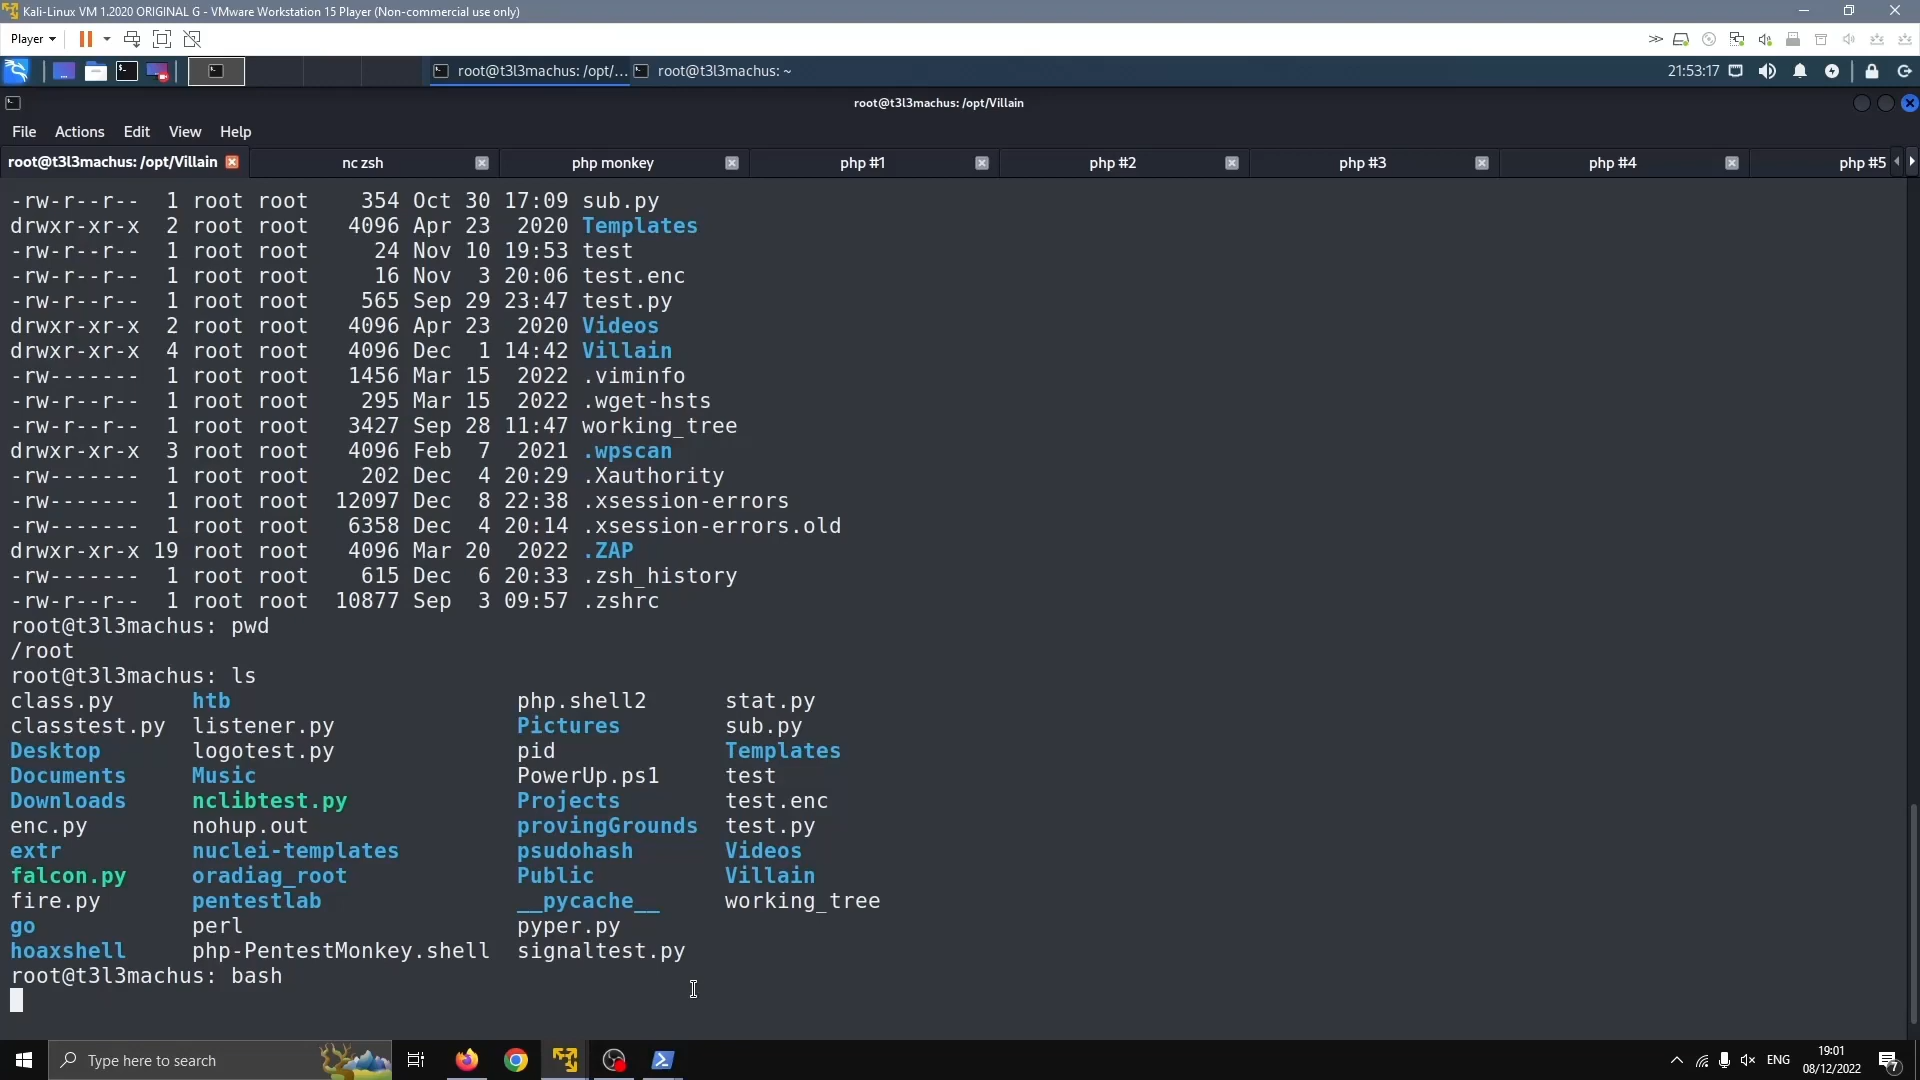 Kali-Linux VM 1.2020 ORIGINAL G - VMware Workstation 15 Player (Non-commercial use only)
Player
root@t3l3machus: /opt/... root@t3l3machus: ~ 21:53:17
root@t3l3machus: /opt/Villain
File Actions Edit View Help
root@t3l3machus: /opt/Villain nc zsh php monkey php #1 php #2 php #3 php #4 php #5
-rw-r--r-- 1 root root 354 Oct 30 17:09 sub.py
drwxr-xr-x 2 root root 4096 Apr 23 2020 Templates
-rw-r--r-- 1 root root 24 Nov 10 19:53 test
-rw-r--r-- 1 root root 16 Nov 3 20:06 test.enc
-rw-r--r-- 1 root root 565 Sep 29 23:47 test.py
drwxr-xr-x 2 root root 4096 Apr 23 2020 Videos
drwxr-xr-x 4 root root 4096 Dec 1 14:42 Villain
-rw------- 1 root root 1456 Mar 15 2022 .viminfo
-rw-r--r-- 1 root root 295 Mar 15 2022 .wget-hsts
-rw-r--r-- 1 root root 3427 Sep 28 11:47 working_tree
drwxr-xr-x 3 root root 4096 Feb 7 2021 .wpscan
-rw------- 1 root root 202 Dec 4 20:29 .Xauthority
-rw------- 1 root root 12097 Dec 8 22:38 .xsession-errors
-rw------- 1 root root 6358 Dec 4 20:14 .xsession-errors.old
drwxr-xr-x 19 root root 4096 Mar 20 2022 .ZAP
-rw------- 1 root root 615 Dec 6 20:33 .zsh_history
-rw-r--r-- 1 root root 10877 Sep 3 09:57 .zshrc
root@t3l3machus: pwd
/root
root@t3l3machus: ls
class.py htb php.shell2 stat.py
classtest.py listener.py Pictures sub.py
Desktop logotest.py pid Templates
Documents Music PowerUp.ps1 test
Downloads nclibtest.py Projects test.enc
enc.py nohup.out provingGrounds test.py
extr nuclei-templates psudohash Videos
falcon.py oradiag_root Public Villain
fire.py pentestlab __pycache__ working_tree
go perl pyper.py
hoaxshell php-PentestMonkey.shell signaltest.py
root@t3l3machus: bash
Type here to search ENG 19:01
08/12/2022 7